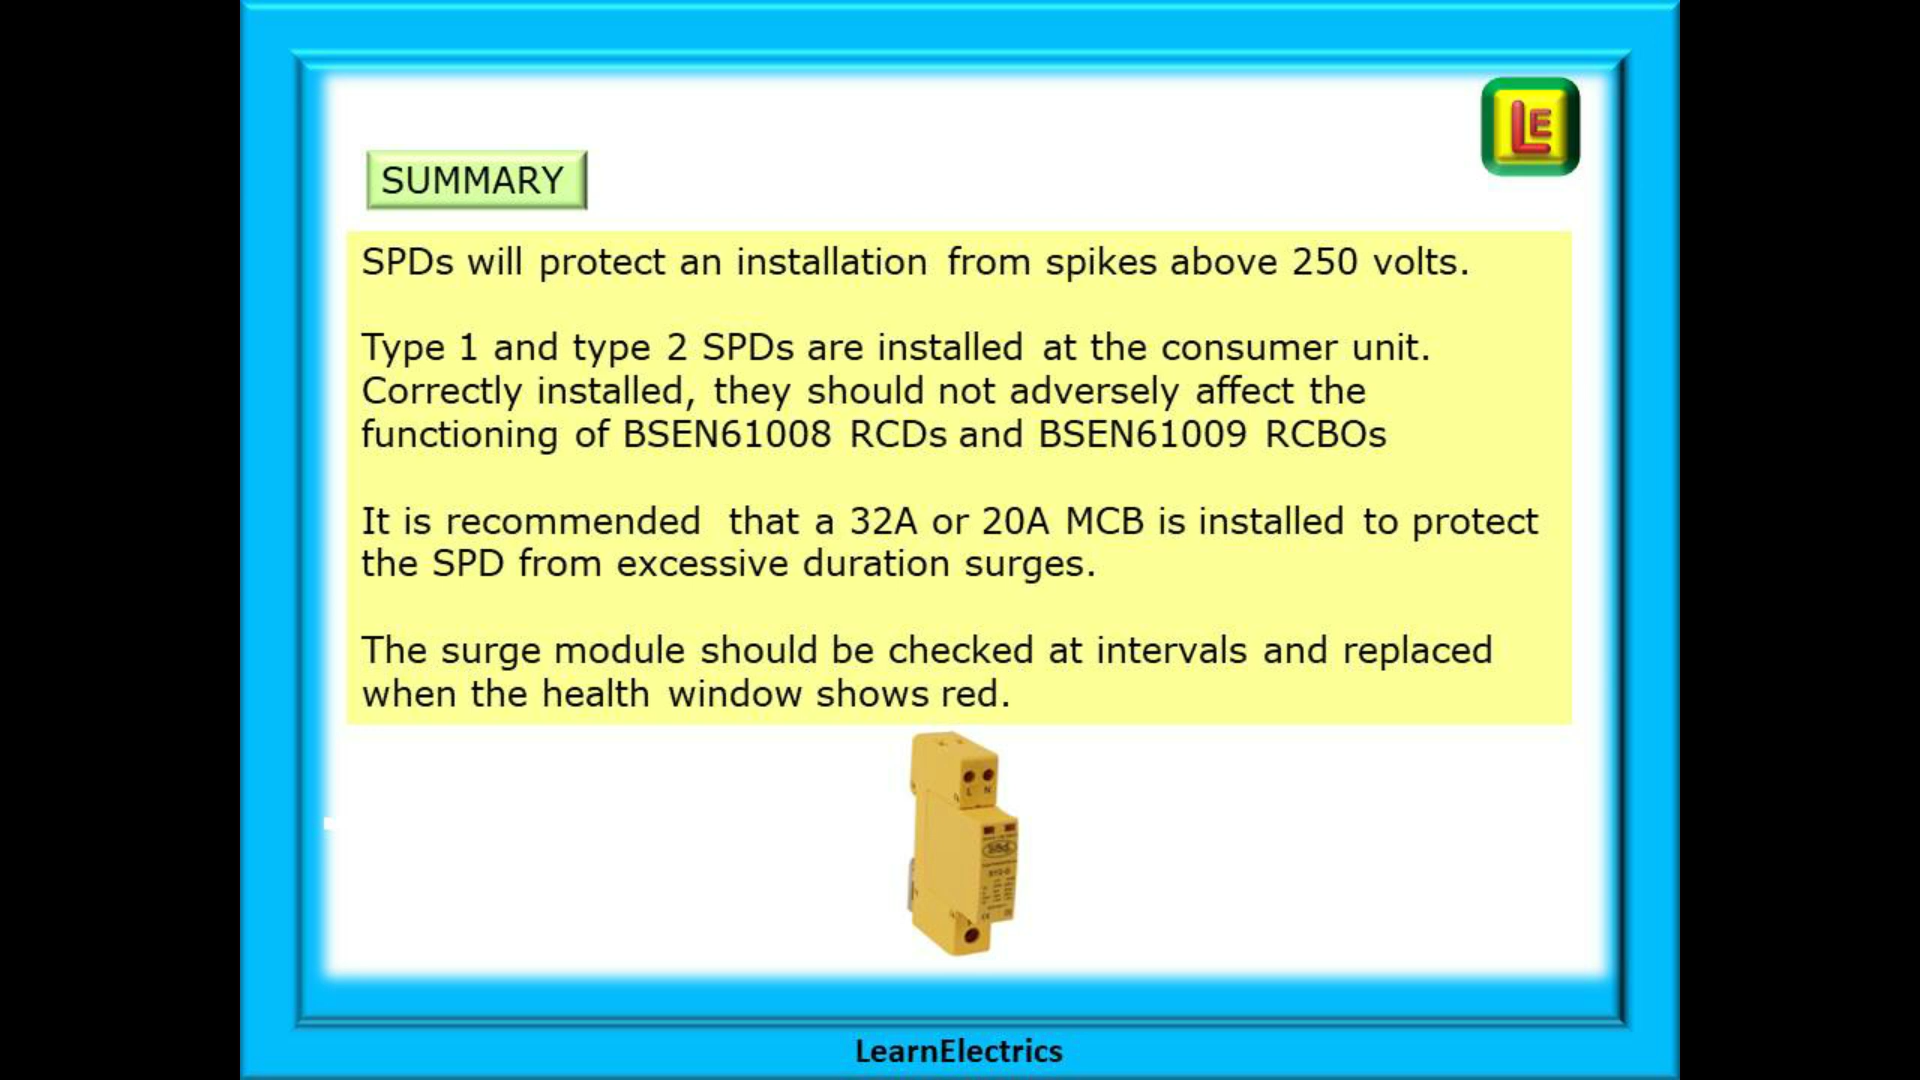 LE
SUMMARY
SPDs will protect an installation from spikes above 250 volts.
Type 1 and type 2 SPDs are installed at the consumer unit.
Correctly installed, they should not adversely affect the
functioning of BSEN61008 RCDs and BSEN61009 RCBOs
It is recommended that a 32A or 20A MCB is installed to protect
the SPD from excessive duration surges.
The surge module should be checked at intervals and replaced
when the health window shows red.
L N
LearnElectrics